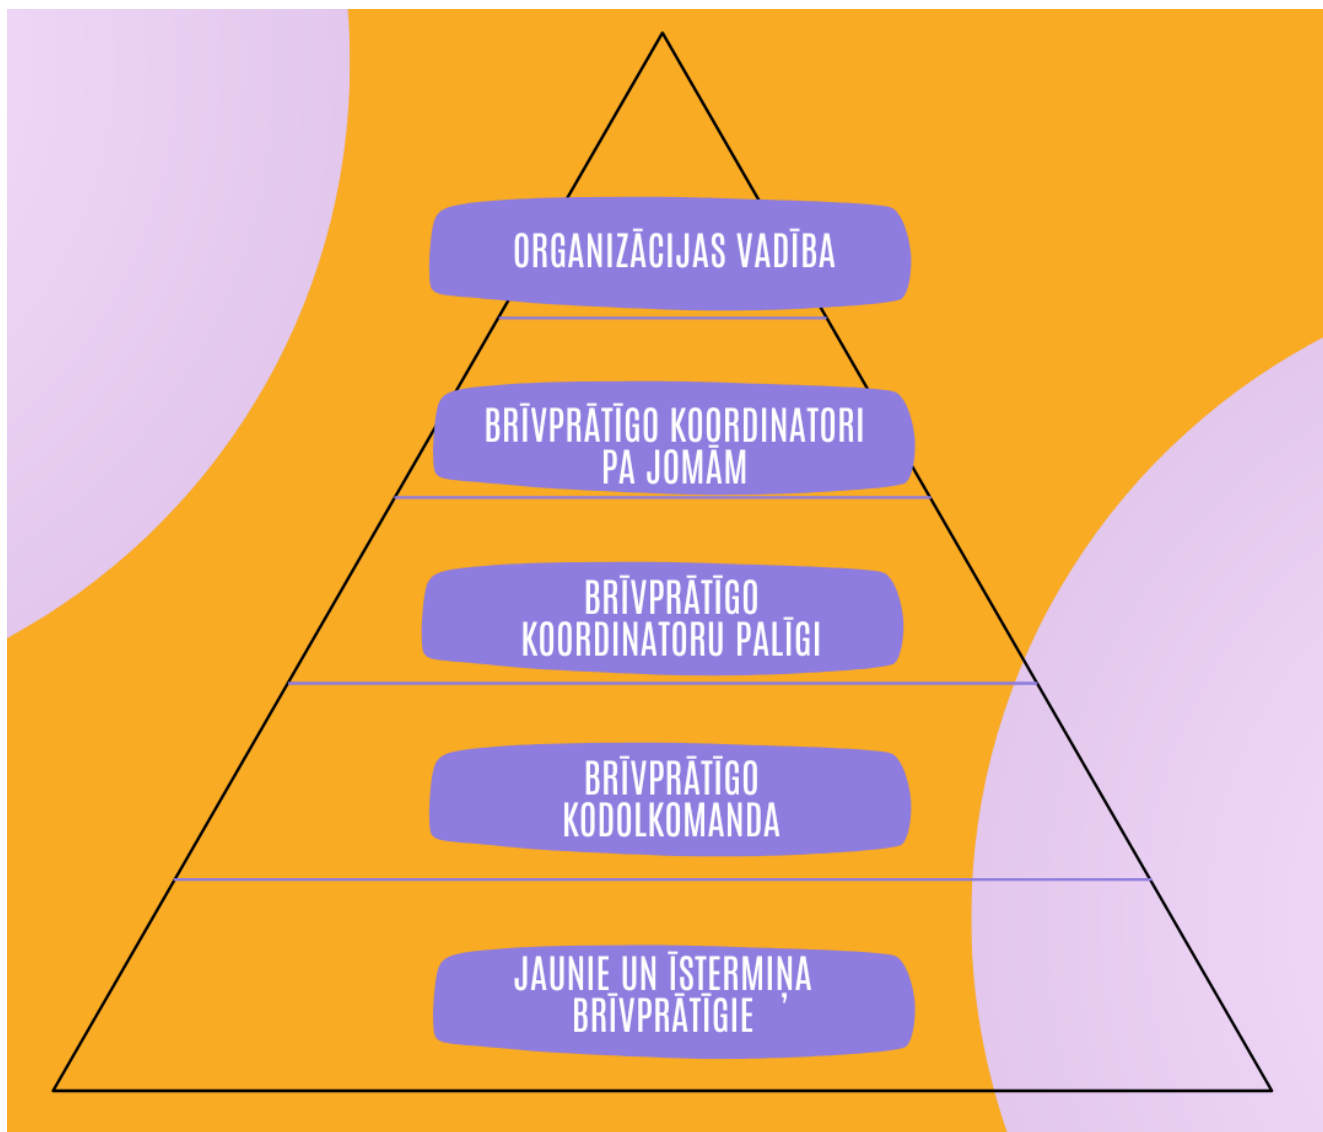 ORGANIZĀCIJAS VADĪBA
BRĪVPRĀTĪGO KOORDINATORI
PA JOMĀM
BRĪVPRĀTĪGO
KOORDINATORU PALĪGI
BRĪVPRĀTĪGO
KODOLKOMANDA
JAUNIE UN ĪSTERMIŅA
BRĪVPRĀTĪGIE